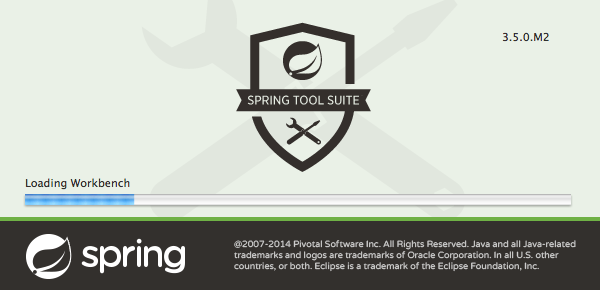 3.5.0.M2
SPRING TOOL SUITE
Loading Workbench
spring
©2007-2014 Pivotal Software Inc. All Rights Reserved. Java and all Java-related
trademarks and logos are trademarks of Oracle Corporation. In all U.S. other
countries, or both. Eclipse is a trademark of the Eclipse Foundation, Inc.